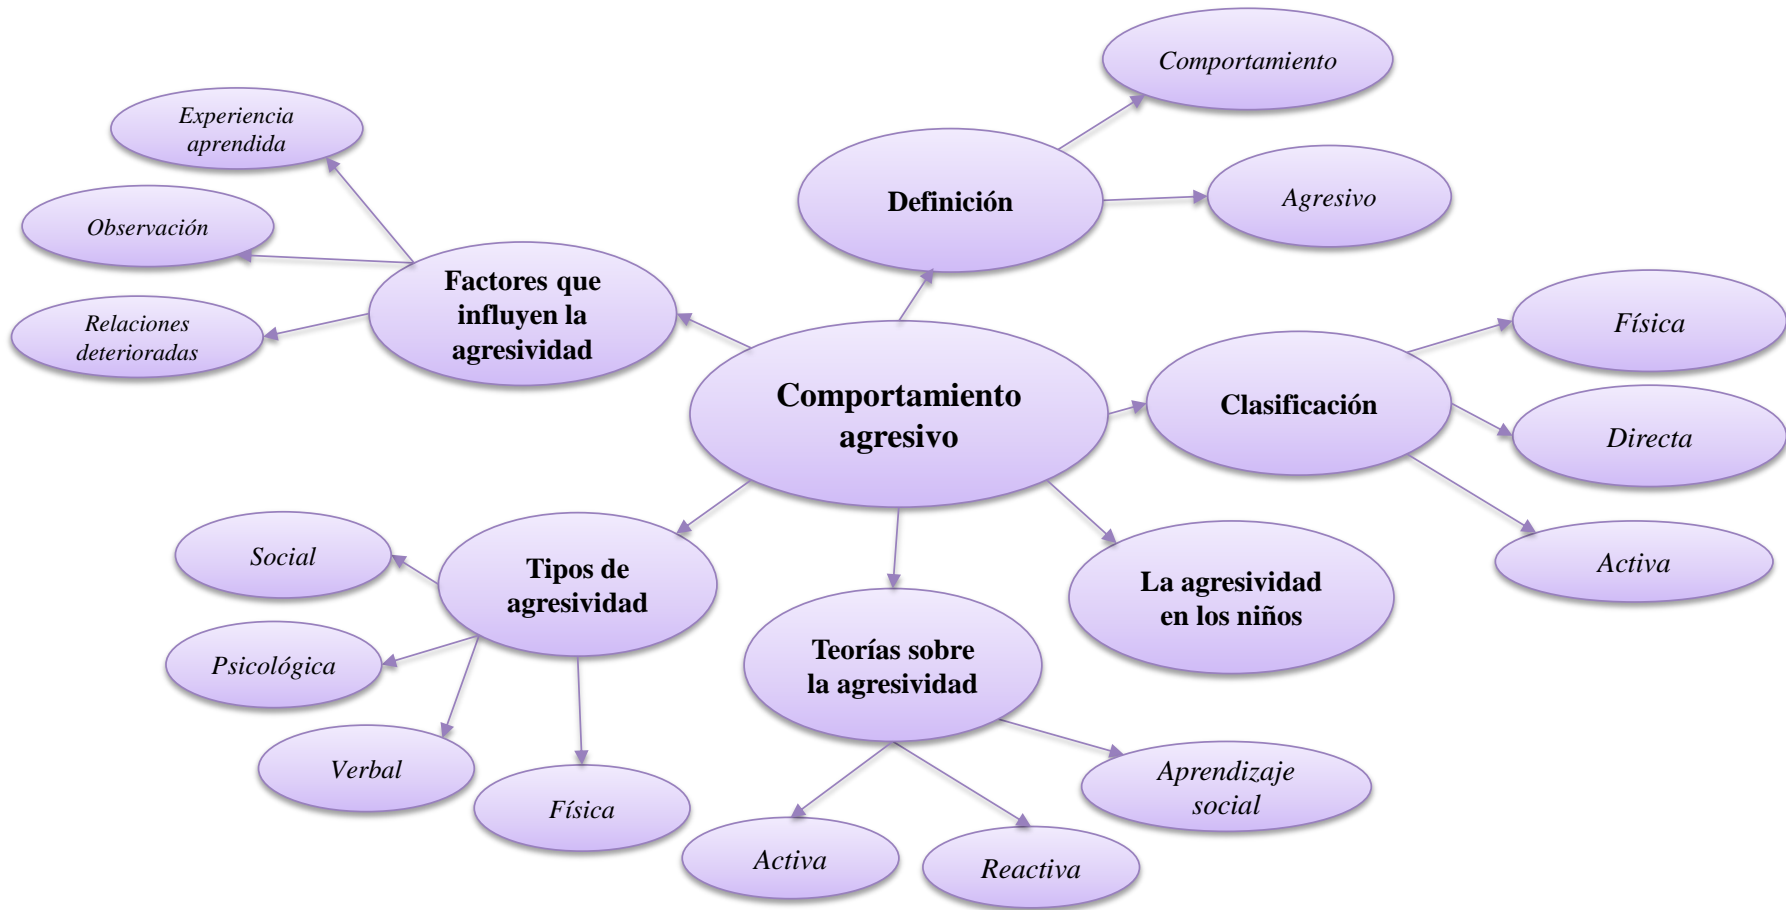 Comportamiento
Experiencia
aprendida
Definición
Agresivo
Observación
Factores que
influyen la
agresividad
Relaciones
deterioradas
Física
Comportamiento
agresivo
Clasificación
Directa
Social
Tipos de
agresividad
La agresividad
en los niños
Activa
Psicológica
Teorías sobre
la agresividad
Verbal
Física
Aprendizaje
social
Activa
Reactiva